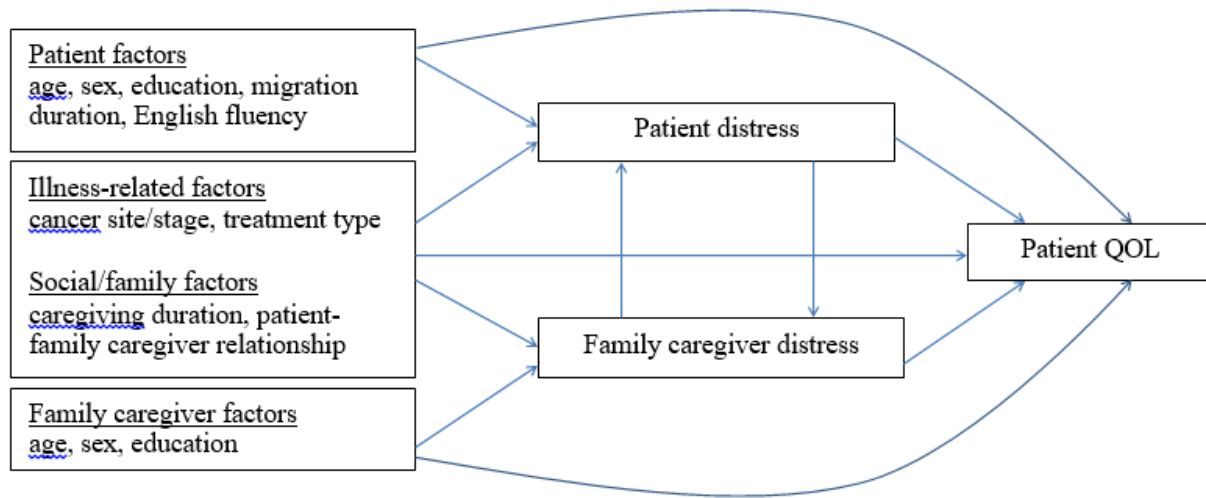 Patient factors
age, sex, education, migration
duration, English fluency
Illness-related factors
cancer site/stage, treatment type
Social/family factors
caregiving duration, patient-
family caregiver relationship
Family caregiver factors
age, sex, education
Patient distress
Family caregiver distress
Patient QOL